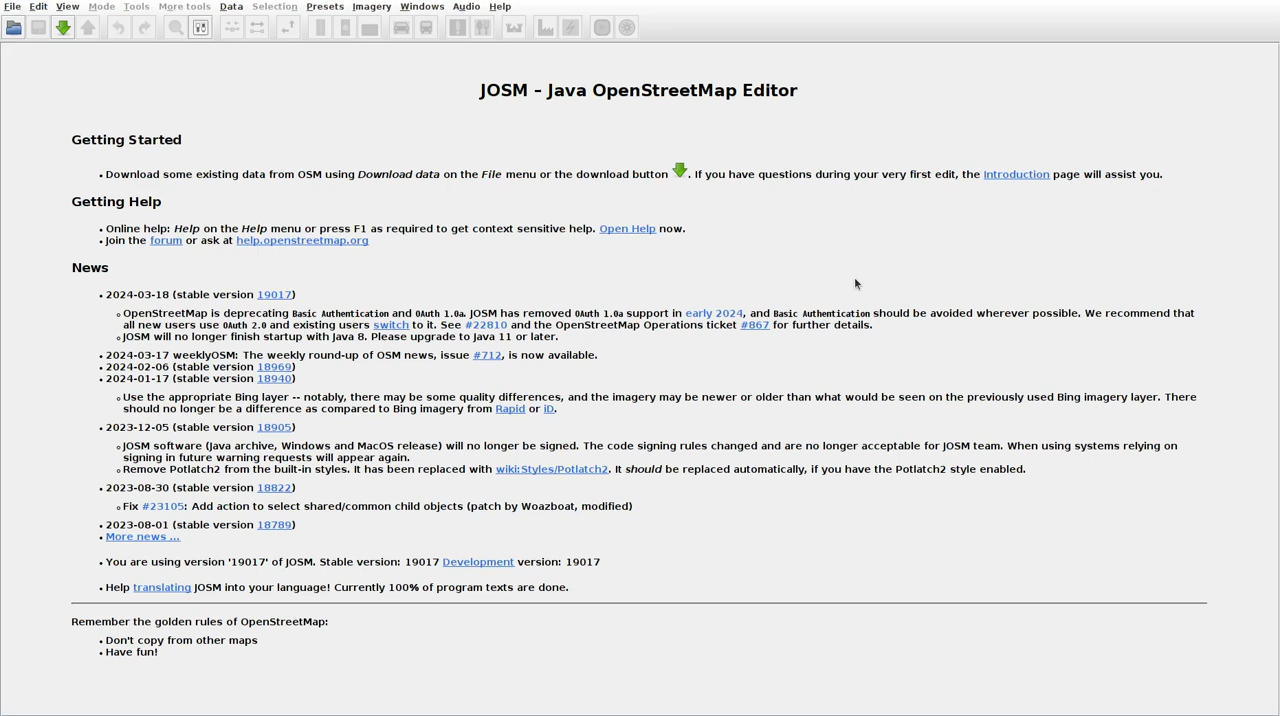 File Edit View Mode Tools More tools Data Selection Presets Imagery Windows Audio Help
JOSM – Java OpenStreetMap Editor
Getting Started
• Download some existing data from OSM using Download data on the File menu or the download button . If you have questions during your very first edit, the Introduction page will assist you.
Getting Help
• Online help: Help on the Help menu or press F1 as required to get context sensitive help. Open Help now.
• Join the forum or ask at help.openstreetmap.org
News
• 2024-03-18 (stable version 19017)
◦ OpenStreetMap is deprecating Basic Authentication and OAuth 1.0a. JOSM has removed OAuth 1.0a support in early 2024, and Basic Authentication should be avoided wherever possible. We recommend that
all new users use OAuth 2.0 and existing users switch to it. See #22810 and the OpenStreetMap Operations ticket #867 for further details.
◦ JOSM will no longer finish startup with Java 8. Please upgrade to Java 11 or later.
• 2024-03-17 weeklyOSM: The weekly round-up of OSM news, issue #712, is now available.
• 2024-02-06 (stable version 18969)
• 2024-01-17 (stable version 18940)
◦ Use the appropriate Bing layer -- notably, there may be some quality differences, and the imagery may be newer or older than what would be seen on the previously used Bing imagery layer. There
should no longer be a difference as compared to Bing imagery from Rapid or iD.
• 2023-12-05 (stable version 18905)
◦ JOSM software (Java archive, Windows and MacOS release) will no longer be signed. The code signing rules changed and are no longer acceptable for JOSM team. When using systems relying on
signing in future warning requests will appear again.
◦ Remove Potlatch2 from the built-in styles. It has been replaced with wiki:Styles/Potlatch2. It should be replaced automatically, if you have the Potlatch2 style enabled.
• 2023-08-30 (stable version 18822)
◦ Fix #23105: Add action to select shared/common child objects (patch by Woazboat, modified)
• 2023-08-01 (stable version 18789)
• More news ...
• You are using version '19017' of JOSM. Stable version: 19017 Development version: 19017
• Help translating JOSM into your language! Currently 100% of program texts are done.
Remember the golden rules of OpenStreetMap:
• Don't copy from other maps
• Have fun!